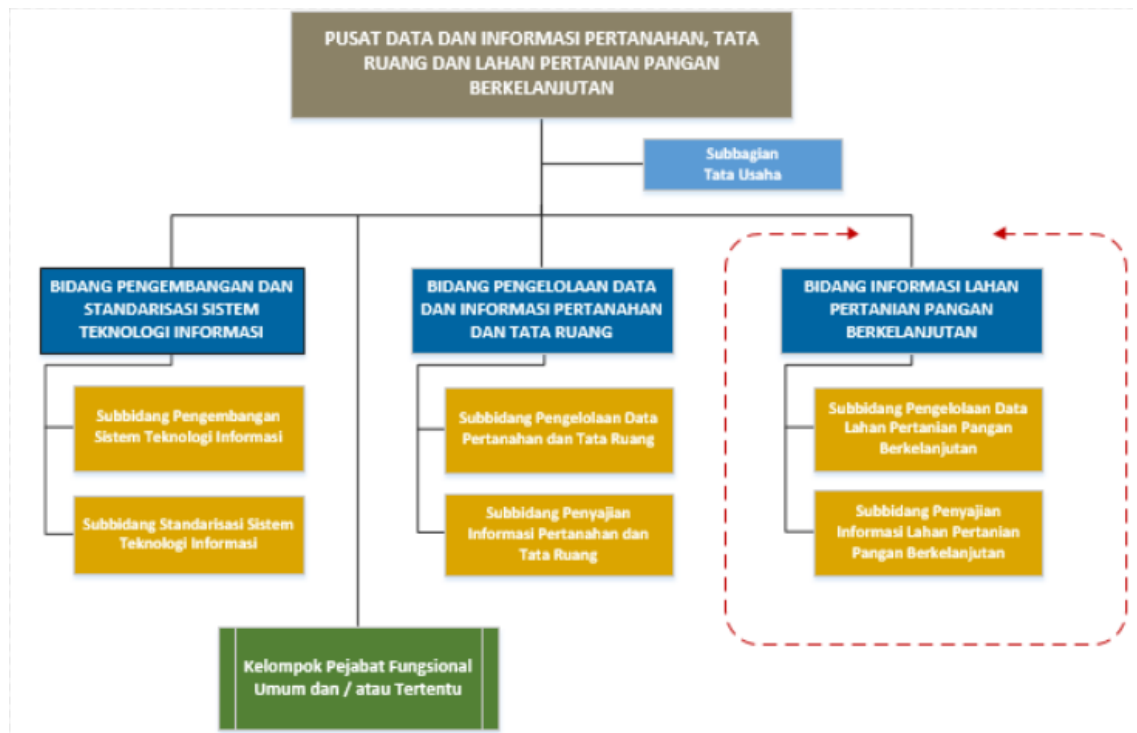 PUSAT DATA DAN INFORMASI PERTANAHAN, TATA
RUANG DAN LAHAN PERTANIAN PANGAN
BERKELANJUTAN
Subbagian
Tata Usaha
BIDANG PENGEMBANGAN DAN
STANDARISASI SISTEM
TEKNOLOGI INFORMASI
Subbidang Pengembangan
Sistem Teknologi Informasi
Subbidang Standarisasi Sistem
Teknologi Informasi
BIDANG PENGELOLAAN DATA
DAN INFORMASI PERTANAHAN
DAN TATA RUANG
Subbidang Pengelolaan Data
Pertanahan dan Tata Ruang
Subbidang Penyajian
Informasi Pertanahan dan
Tata Ruang
BIDANG INFORMASI LAHAN
PERTANIAN PANGAN
BERKELANJUTAN
Subbidang Pengelolaan Data
Lahan Pertanian Pangan
Berkelanjutan
Subbidang Penyajian
Informasi Lahan Pertanian
Pangan Berkelanjutan
Kelompok Pejabat Fungsional
Umum dan / atau Tertentu